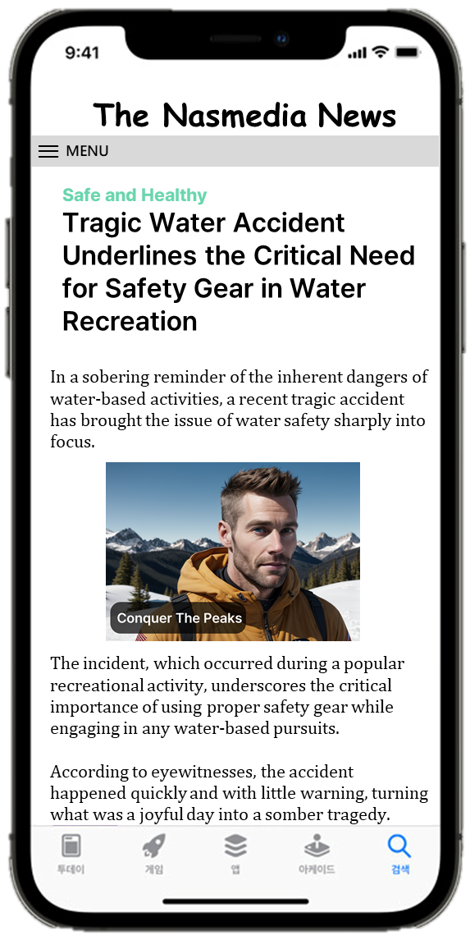 9:41
The Nasmedia News
MENU
Safe and Healthy
Tragic Water Accident
Underlines the Critical Need
for Safety Gear in Water
Recreation
In a sobering reminder of the inherent dangers of
water-based activities, a recent tragic accident
has brought the issue of water safety sharply into
focus.
Conquer The Peaks
The incident, which occurred during a popular
recreational activity, underscores the critical
importance of using proper safety gear while
engaging in any water-based pursuits.
According to eyewitnesses, the accident
happened quickly and with little warning, turning
what was a joyful day into a somber tragedy.
투데이
게임
앱
아케이드
검색